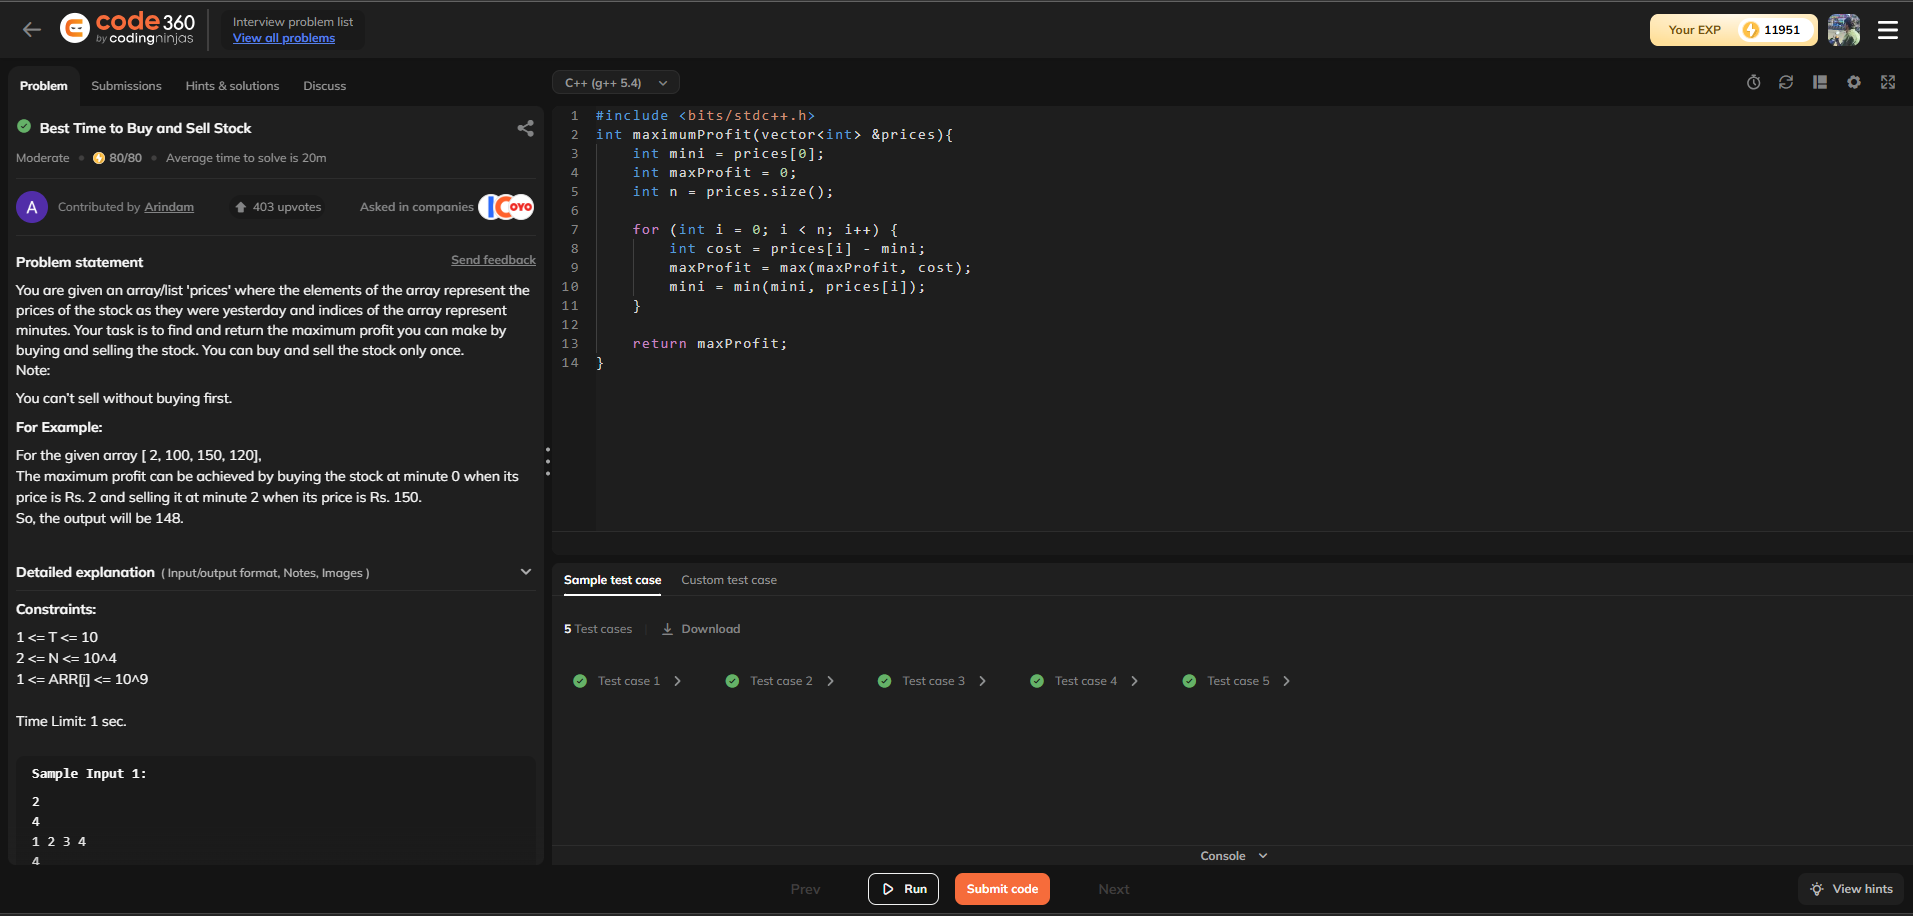 code 360
by codingninjas
Interview problem list
View all problems
Your EXP 11951
Problem Submissions Hints & solutions Discuss
Best Time to Buy and Sell Stock
Moderate 80/80 Average time to solve is 20m
A Contributed by Arindam 403 upvotes Asked in companies OYO
Problem statement Send feedback
You are given an array/list 'prices' where the elements of the array represent the
prices of the stock as they were yesterday and indices of the array represent
minutes. Your task is to find and return the maximum profit you can make by
buying and selling the stock. You can buy and sell the stock only once.
Note:
You can't sell without buying first.
For Example:
For the given array [ 2, 100, 150, 120],
The maximum profit can be achieved by buying the stock at minute 0 when its
price is Rs. 2 and selling it at minute 2 when its price is Rs. 150.
So, the output will be 148.
Detailed explanation ( Input/output format, Notes, Images )
Constraints:
1 <= T <= 10
2 <= N <= 10^4
1 <= ARR[i] <= 10^9
Time Limit: 1 sec.
Sample Input 1:
2
4
1 2 3 4
4
C++ (g++ 5.4)
1 #include <bits/stdc++.h>
2 int maximumProfit(vector<int> &prices){
3 int mini = prices[0];
4 int maxProfit = 0;
5 int n = prices.size();
6
7 for (int i = 0; i < n; i++) {
8 int cost = prices[i] - mini;
9 maxProfit = max(maxProfit, cost);
10 mini = min(mini, prices[i]);
11 }
12
13 return maxProfit;
14 }
Sample test case Custom test case
5 Test cases Download
Test case 1 Test case 2 Test case 3 Test case 4 Test case 5
Console
Prev Run Submit code Next View hints